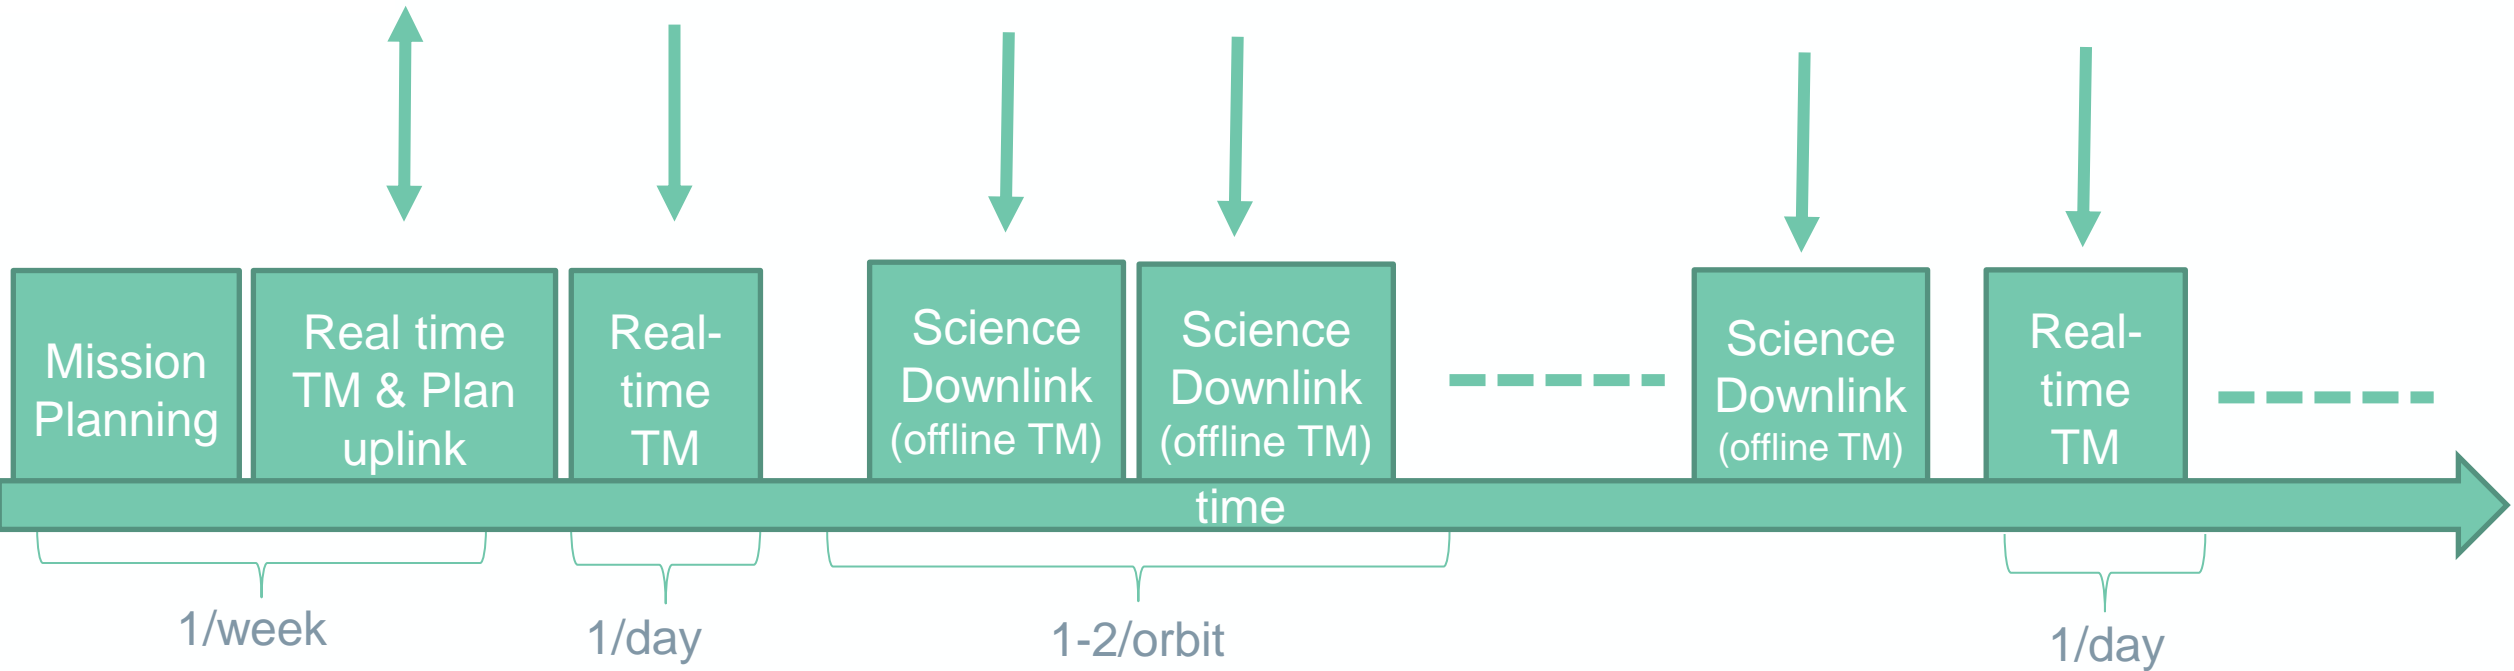 Mission
Planning
Real time
TM & Plan
uplink
Real-
time
TM
Science
Downlink
(offline TM)
Science
Downlink
(offline TM)
Science
Downlink
(offline TM)
Real-
time
TM
time
1/week
1/day
1-2/orbit
1/day